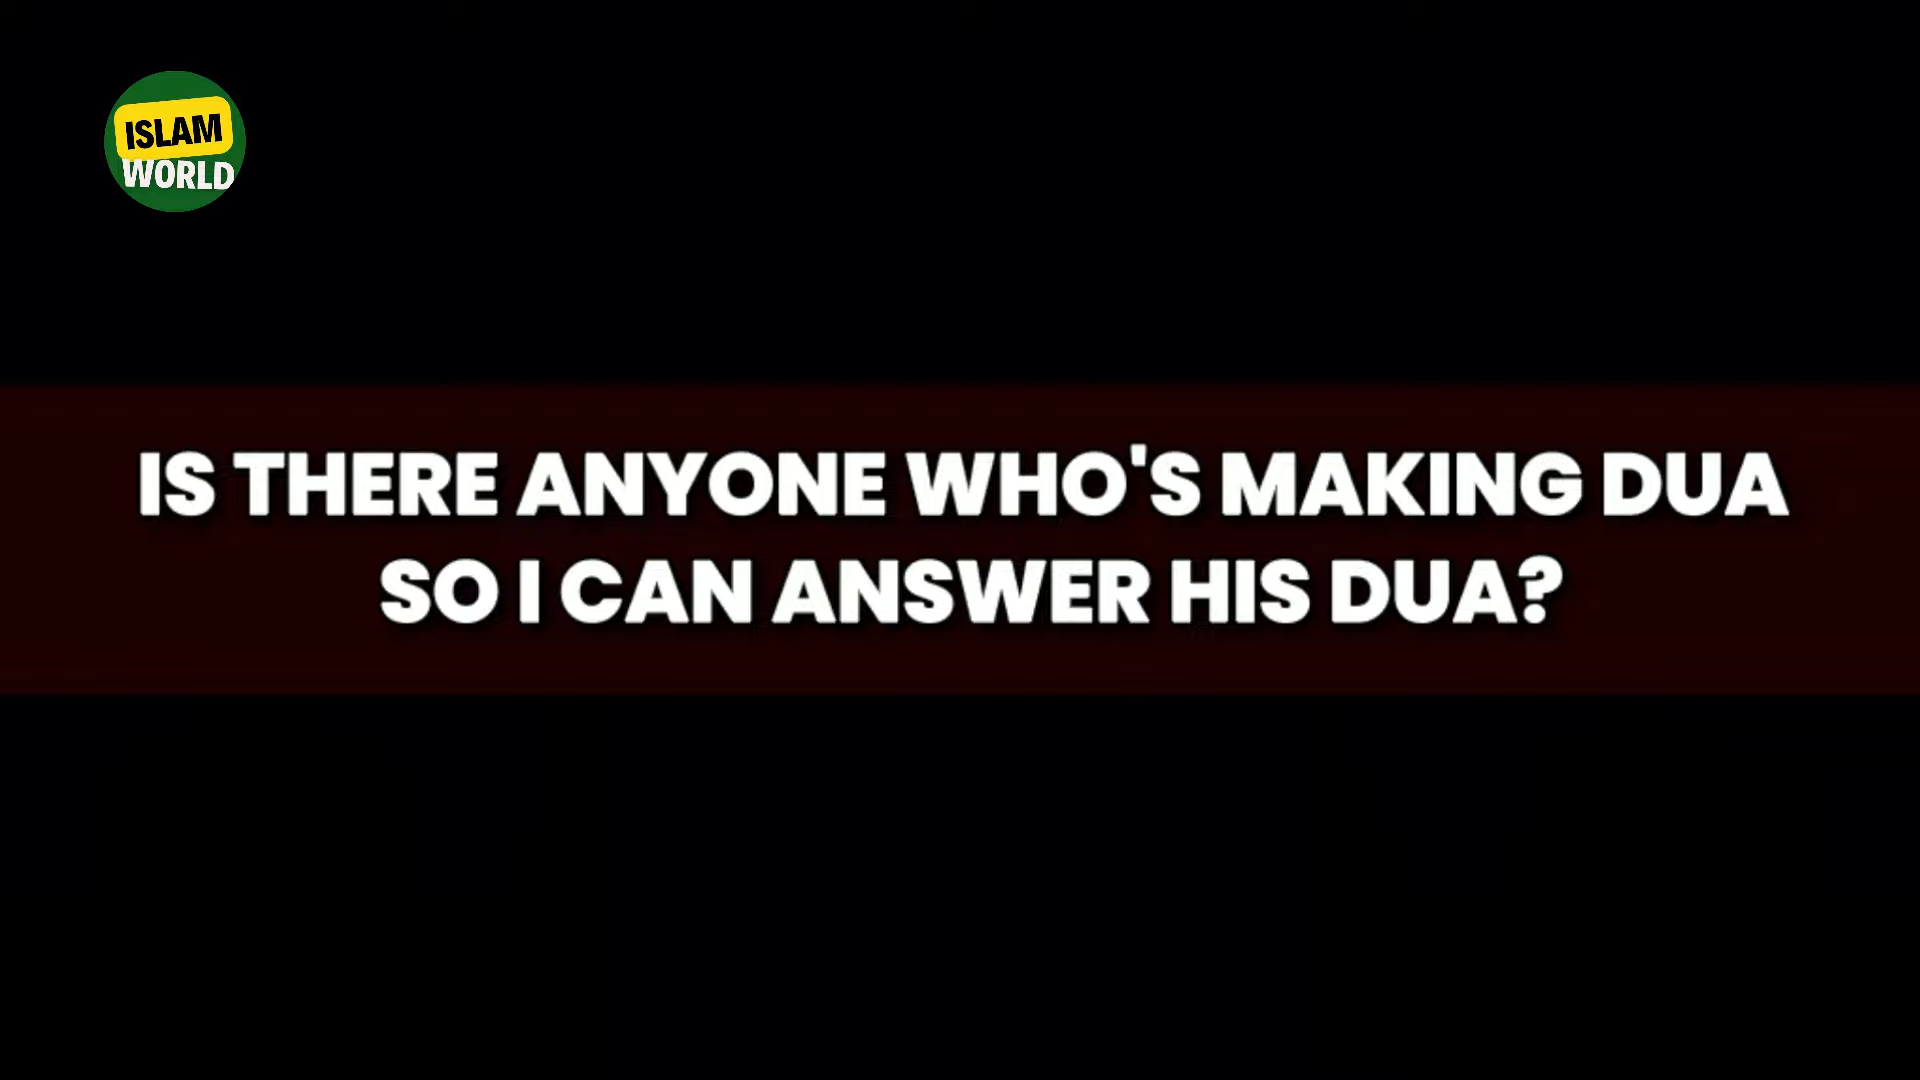 ISLAM
WORLD
IS THERE ANYONE WHO'S MAKING DUA
SO I CAN ANSWER HIS DUA?